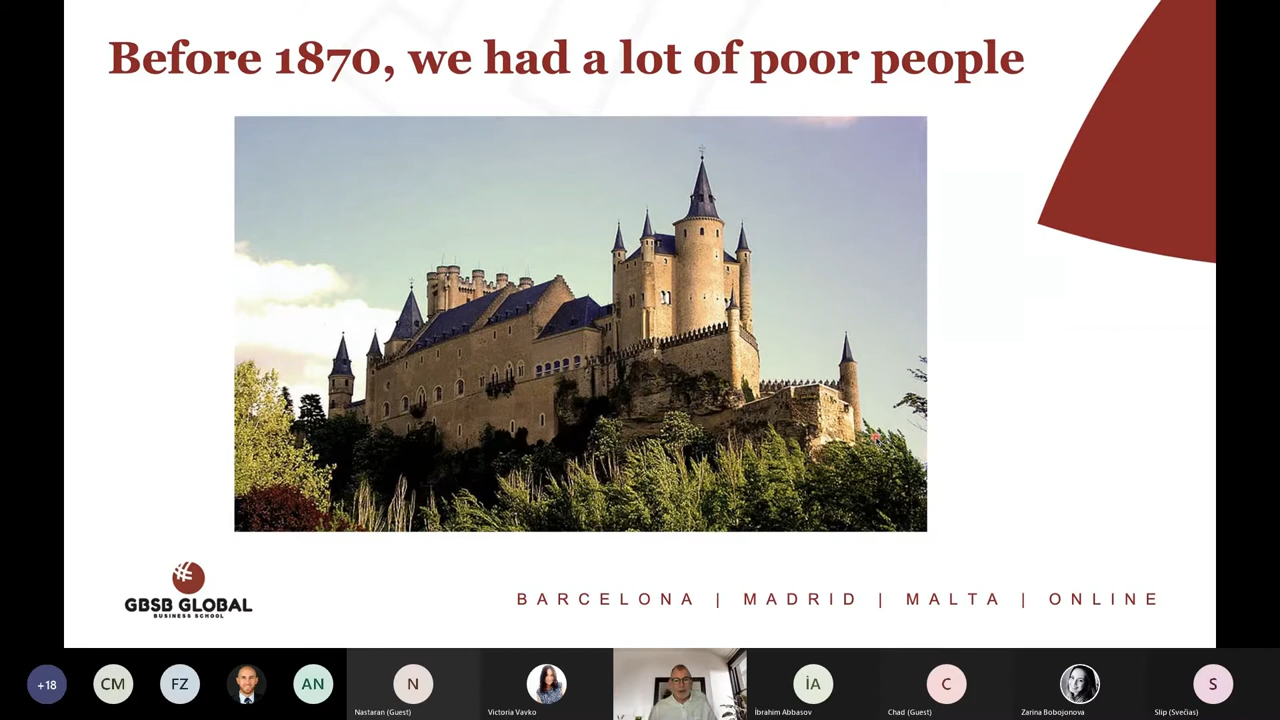 Before 1870, we had a lot of poor people
GBSB GLOBAL
BUSINESS SCHOOL
BARCELONA | MADRID | MALTA | ONLINE
+18
CM
FZ
AN
N
Nastaran (Guest)
Victoria Vavko
İA
İbrahim Abbasov
C
Chad (Guest)
Zarina Bobojonova
S
Slip (Svečias)